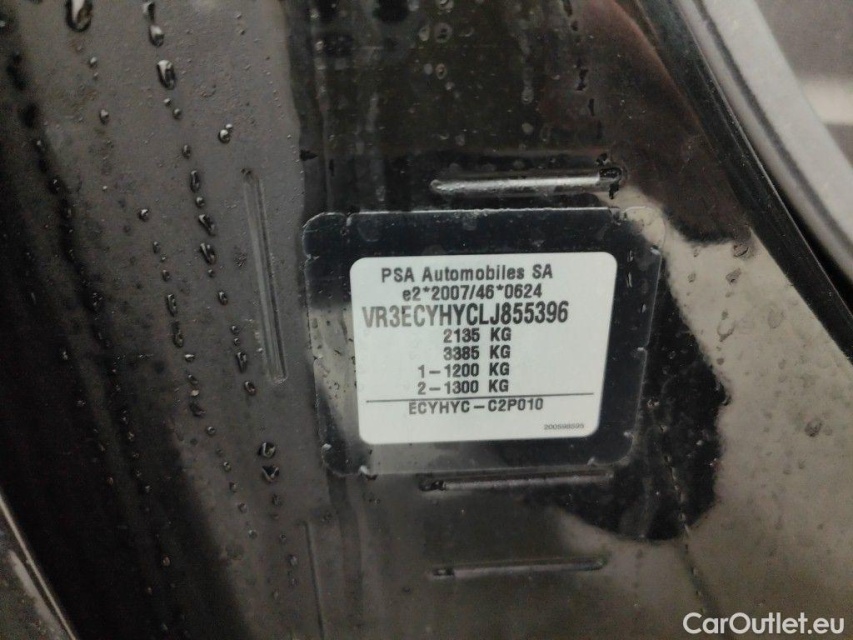 PSA Automobiles SA
e2*2007/46*0624
VR3ECYHYCLJ855396
2135 KG
3385 KG
1-1200 KG
2-1300 KG
ECYHYC-C2P010
CarOutlet.eu